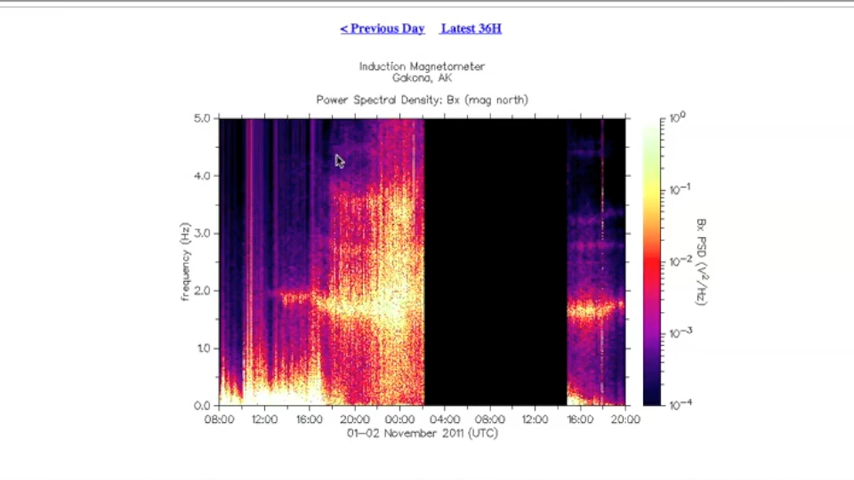 < Previous Day Latest 36H
Induction Magnetometer
Gakona, AK
Power Spectral Density: Bx (mag north)
5.0
4.0
3.0
2.0
1.0
0.0
frequency (Hz)
08:00 12:00 16:00 20:00 00:00 04:00 08:00 12:00 16:00 20:00
01–02 November 2011 (UTC)
10⁰
10⁻¹
10⁻²
10⁻³
10⁻⁴
Bx PSD (V²/Hz)